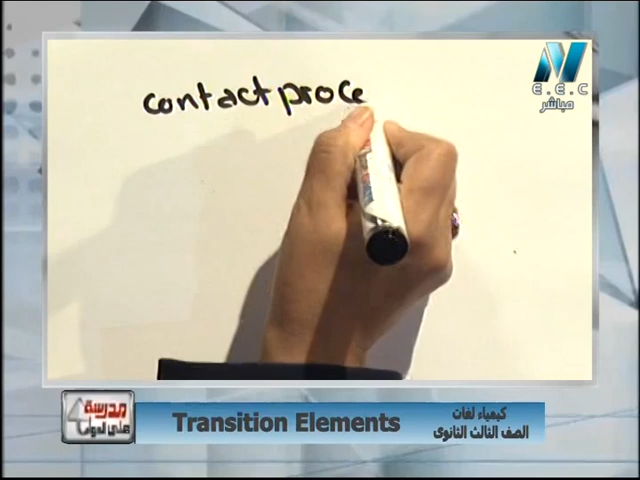 contact proce
E.E.C
مباشر
مدرسة
على الهواء
Transition Elements
كيمياء لغات
الصف الثالث الثانوى